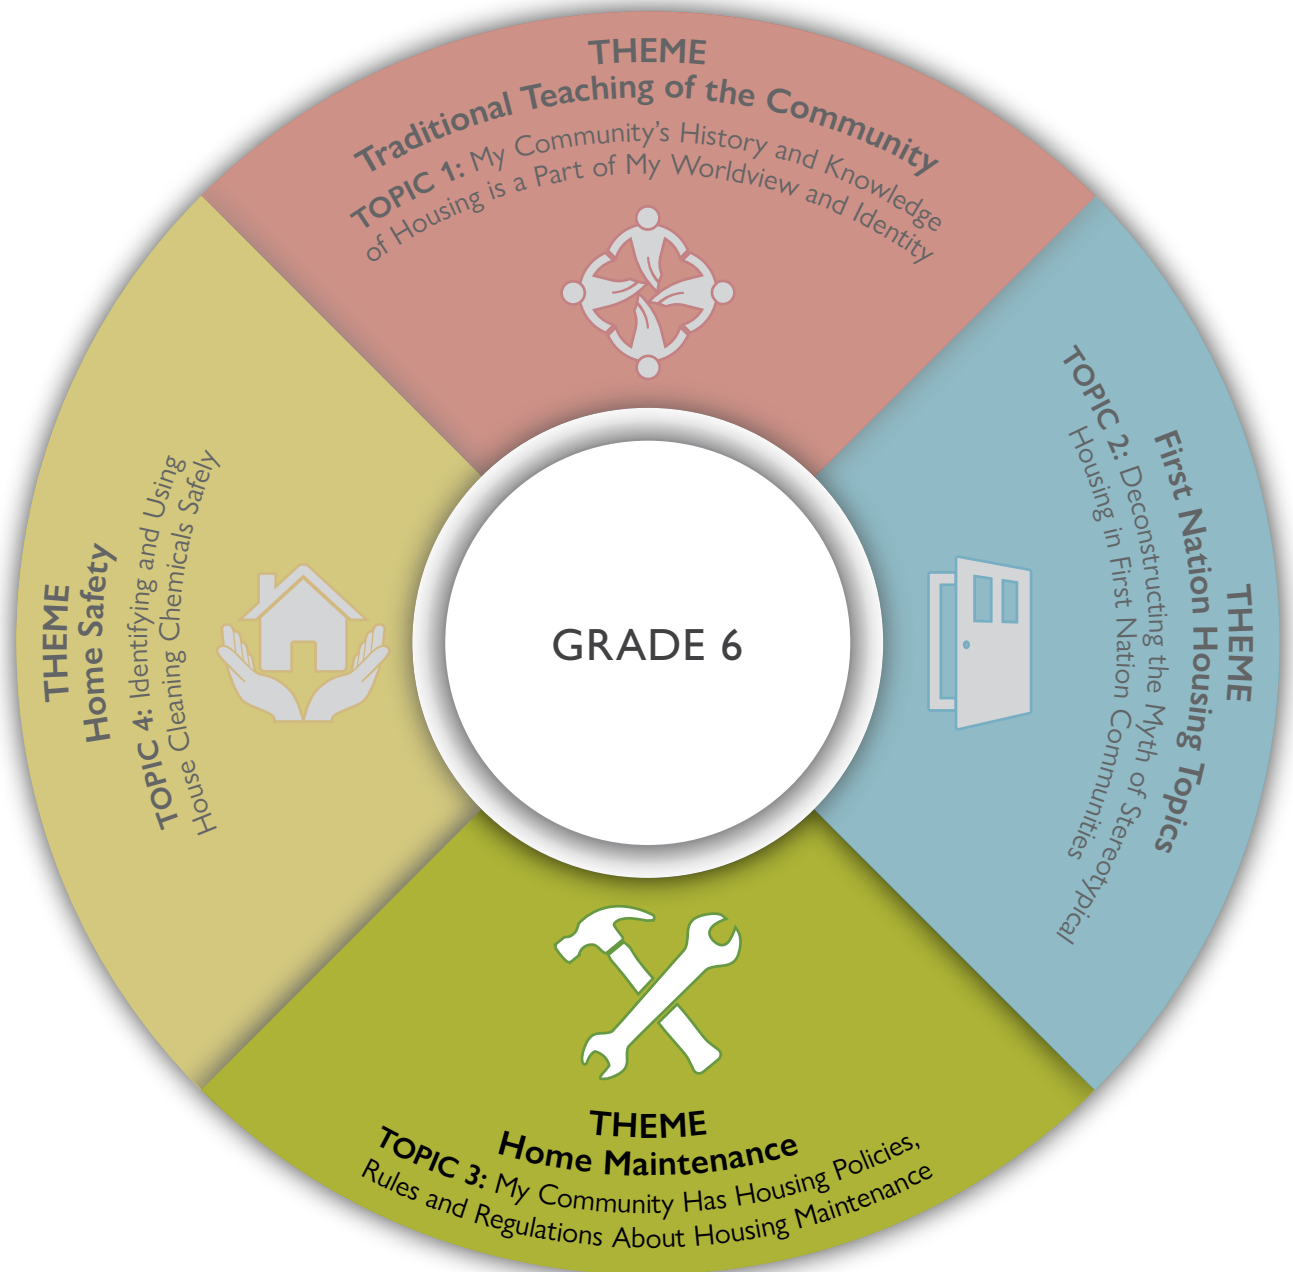 THEME
Traditional Teaching of the Community
TOPIC 1: My Community’s History and Knowledge
of Housing is a Part of My Worldview and Identity
THEME
First Nation Housing Topics
TOPIC 2: Deconstructing the Myth of Stereotypical
Housing in First Nation Communities
THEME
Home Maintenance
TOPIC 3: My Community Has Housing Policies,
Rules and Regulations About Housing Maintenance
THEME
Home Safety
TOPIC 4: Identifying and Using
House Cleaning Chemicals Safely
GRADE 6